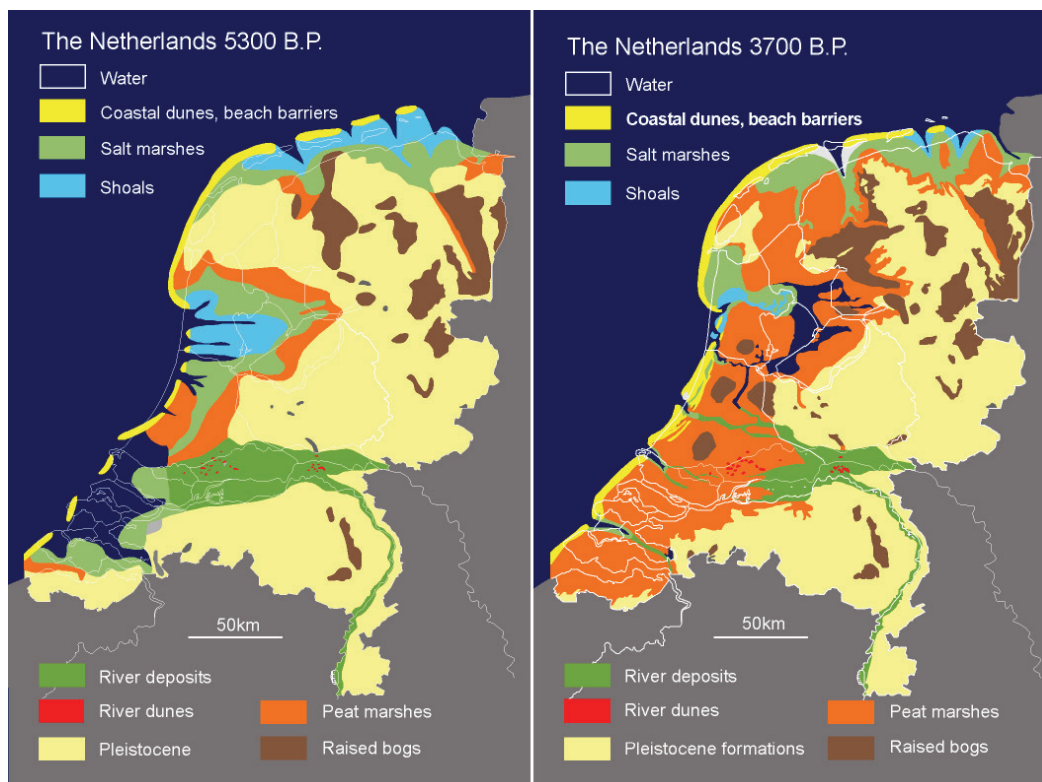 The Netherlands 5300 B.P.
Water
Coastal dunes, beach barriers
Salt marshes
Shoals
50km
River deposits
River dunes
Peat marshes
Pleistocene
Raised bogs
The Netherlands 3700 B.P.
Water
Coastal dunes, beach barriers
Salt marshes
Shoals
50km
River deposits
River dunes
Peat marshes
Pleistocene formations
Raised bogs